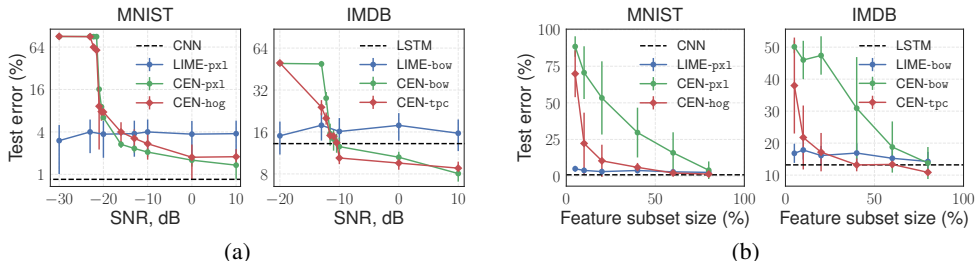 MNIST
Test error (%)
64
16
4
1
−30
−20
−10
0
10
SNR, dB
CNN
LIME-pxl
CEN-pxl
CEN-hog
IMDB
64
32
16
8
−20
−10
0
10
SNR, dB
LSTM
LIME-bow
CEN-bow
CEN-tpc
(a)
MNIST
Test error (%)
100
75
50
25
0
0
50
100
Feature subset size (%)
CNN
LIME-pxl
CEN-pxl
CEN-hog
IMDB
50
40
30
20
10
0
50
100
Feature subset size (%)
LSTM
LIME-bow
CEN-bow
CEN-tpc
(b)